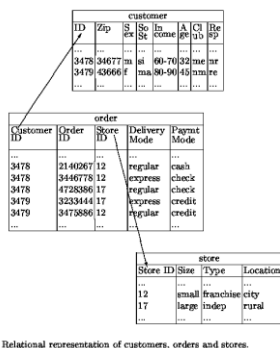 customer
ID Zip Sex SoSt Income Age Club Resp
... ... ... ... ... ... ... ...
3478 34677 m si 60-70 32 me nr
3479 43666 f ma 80-90 45 nm re
... ... ... ... ... ... ... ...
order
Customer ID Order ID Store ID Delivery Mode Paymt Mode
... ... ... ... ...
3478 2140267 12 regular cash
3478 3446778 12 express check
3478 4728386 17 regular check
3479 3233444 17 express credit
3479 3475886 12 regular credit
... ... ... ... ...
store
Store ID Size Type Location
... ... ... ...
12 small franchise city
17 large indep rural
... ... ... ...
Relational representation of customers, orders and stores.